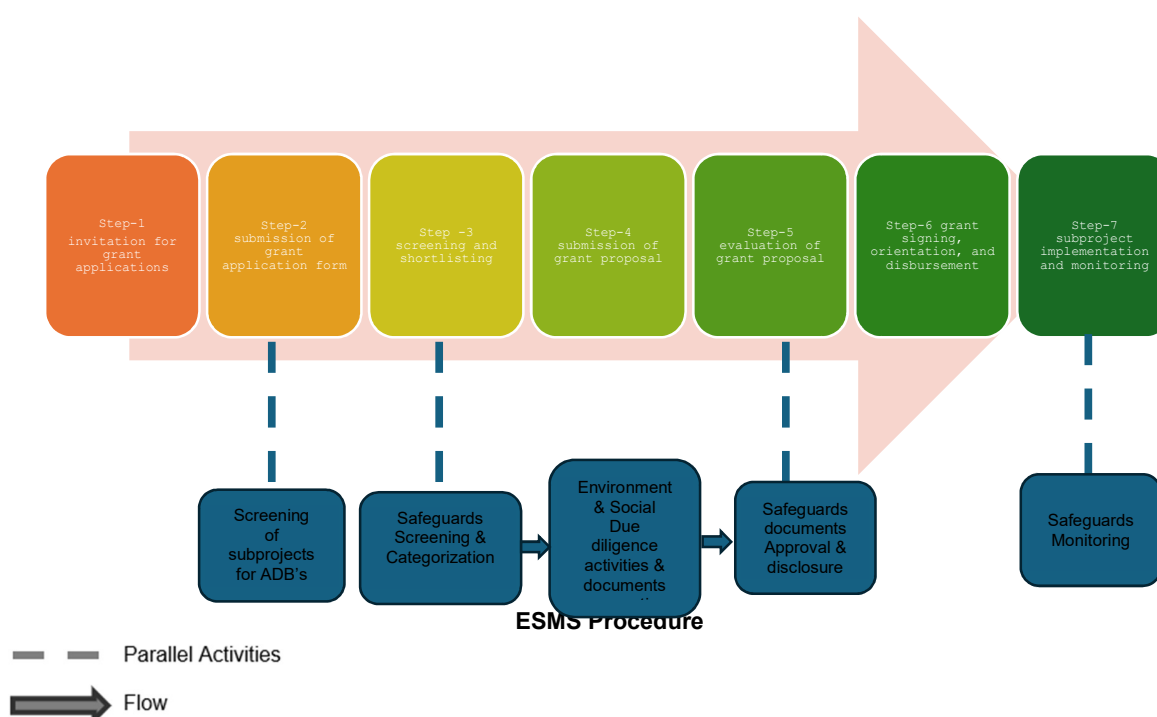 Step-1
invitation for
grant
applications
Step-2
submission of
grant
application form
Step -3
screening and
shortlisting
Step-4
submission of
grant proposal
Step-5
evaluation of
grant proposal
Step-6 grant
signing,
orientation, and
disbursement
Step-7
subproject
implementation
and monitoring
Screening
of
subprojects
for ADB's
Safeguards
Screening &
Categorization
Environment
& Social
Due
diligence
activities &
documents
Safeguards
documents
Approval &
disclosure
Safeguards
Monitoring
ESMS Procedure
Parallel Activities
Flow